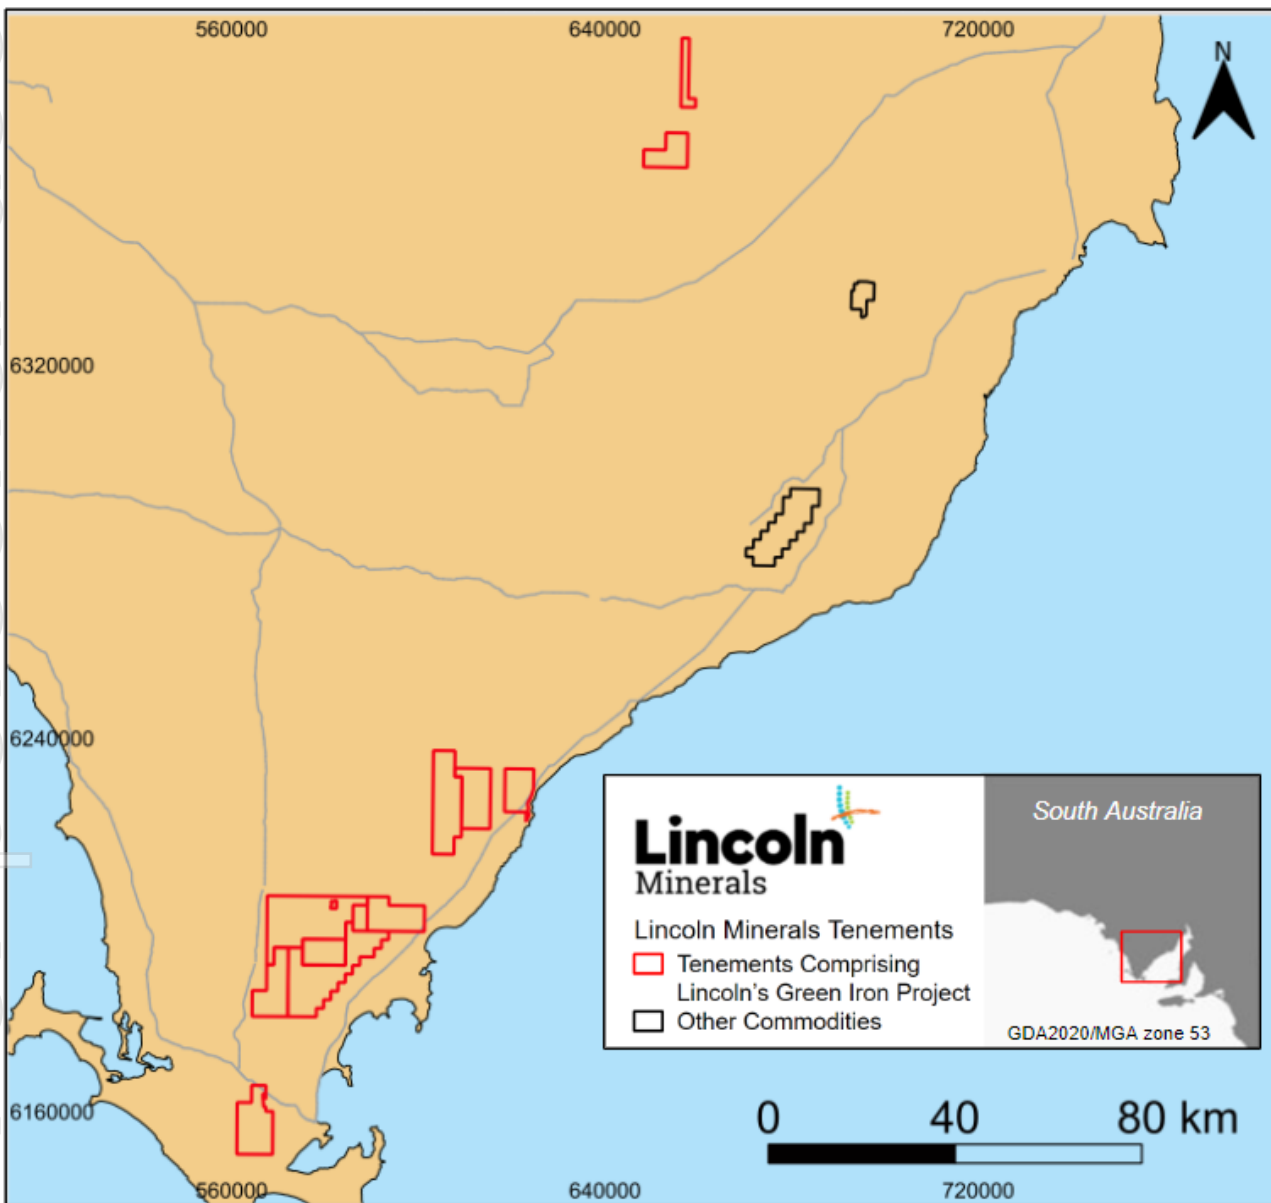 560000 640000 720000
N
6320000
6240000
Lincoln
Minerals
South Australia
Lincoln Minerals Tenements
Tenements Comprising
Lincoln's Green Iron Project
Other Commodities
GDA2020/MGA zone 53
6160000
0 40 80 km
560000 640000 720000